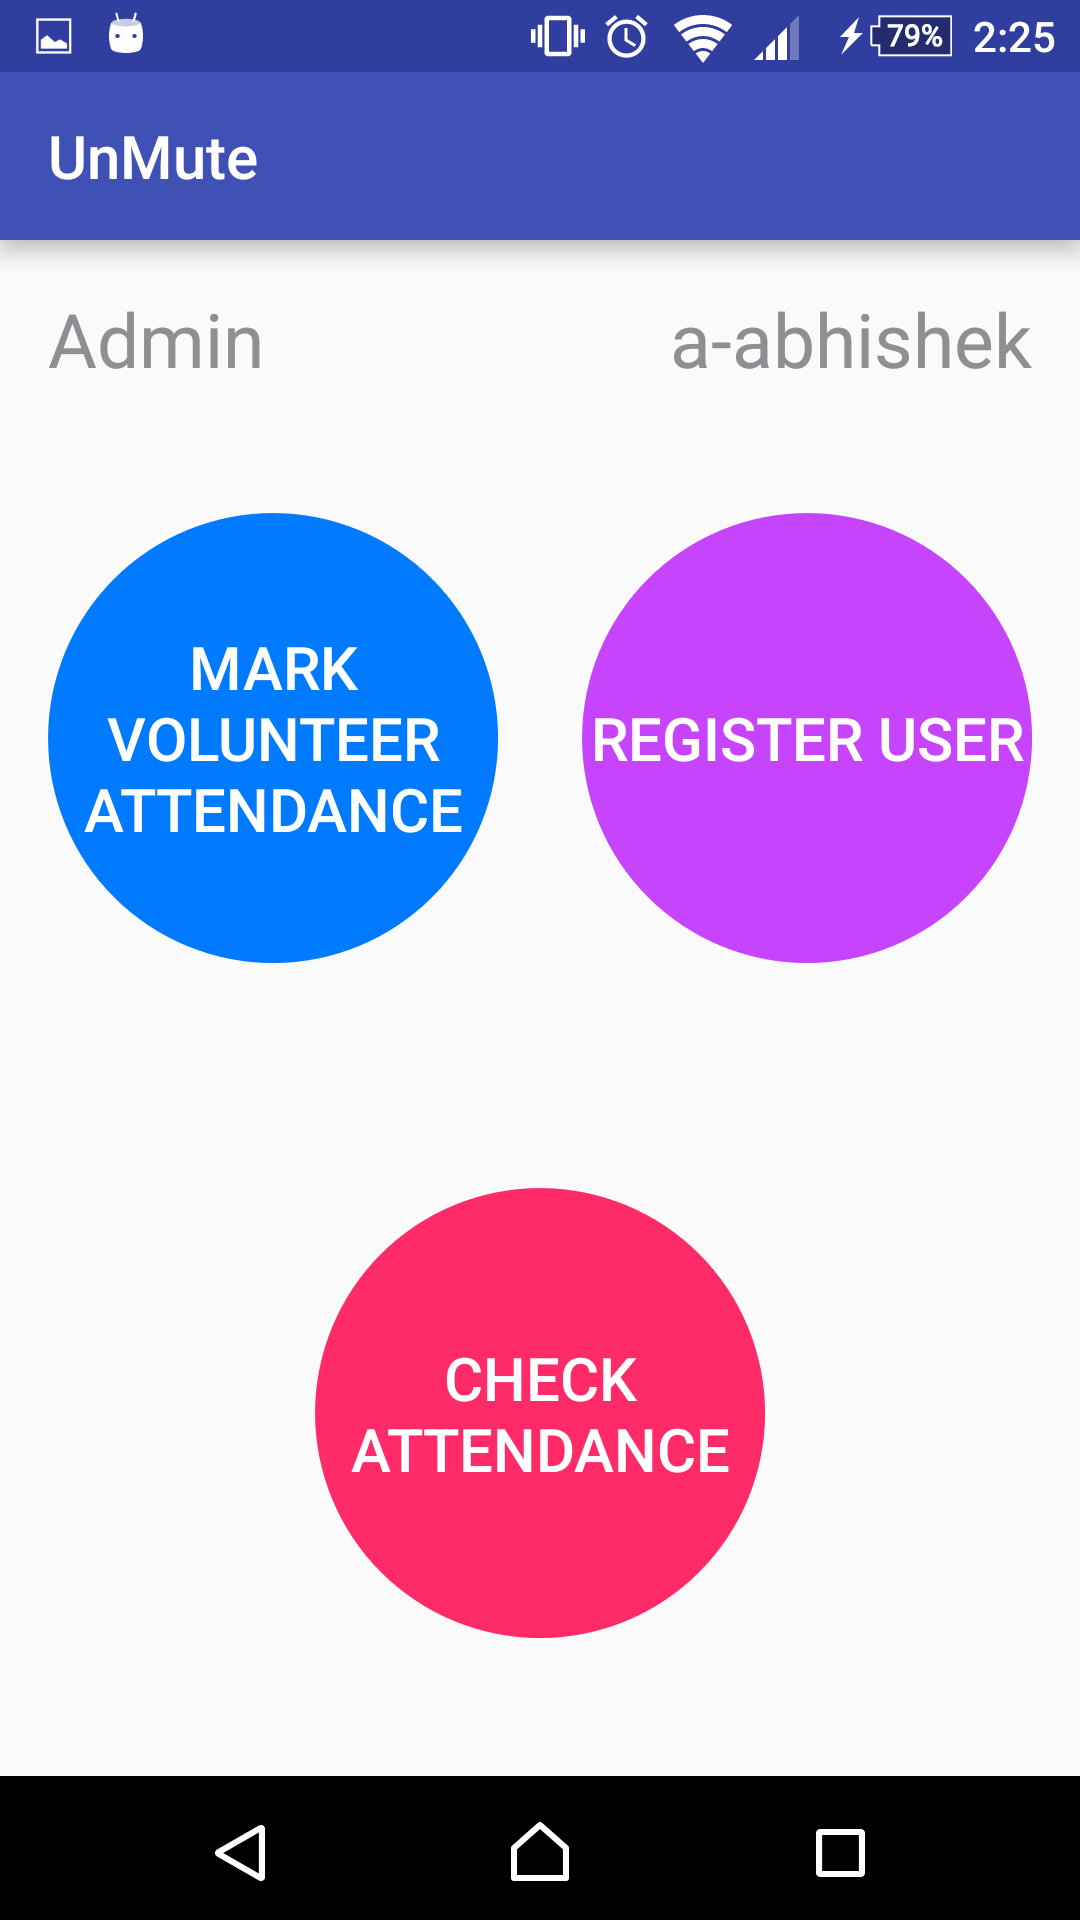 79% 2:25
UnMute
Admin a-abhishek
MARK
VOLUNTEER
ATTENDANCE
REGISTER USER
CHECK
ATTENDANCE